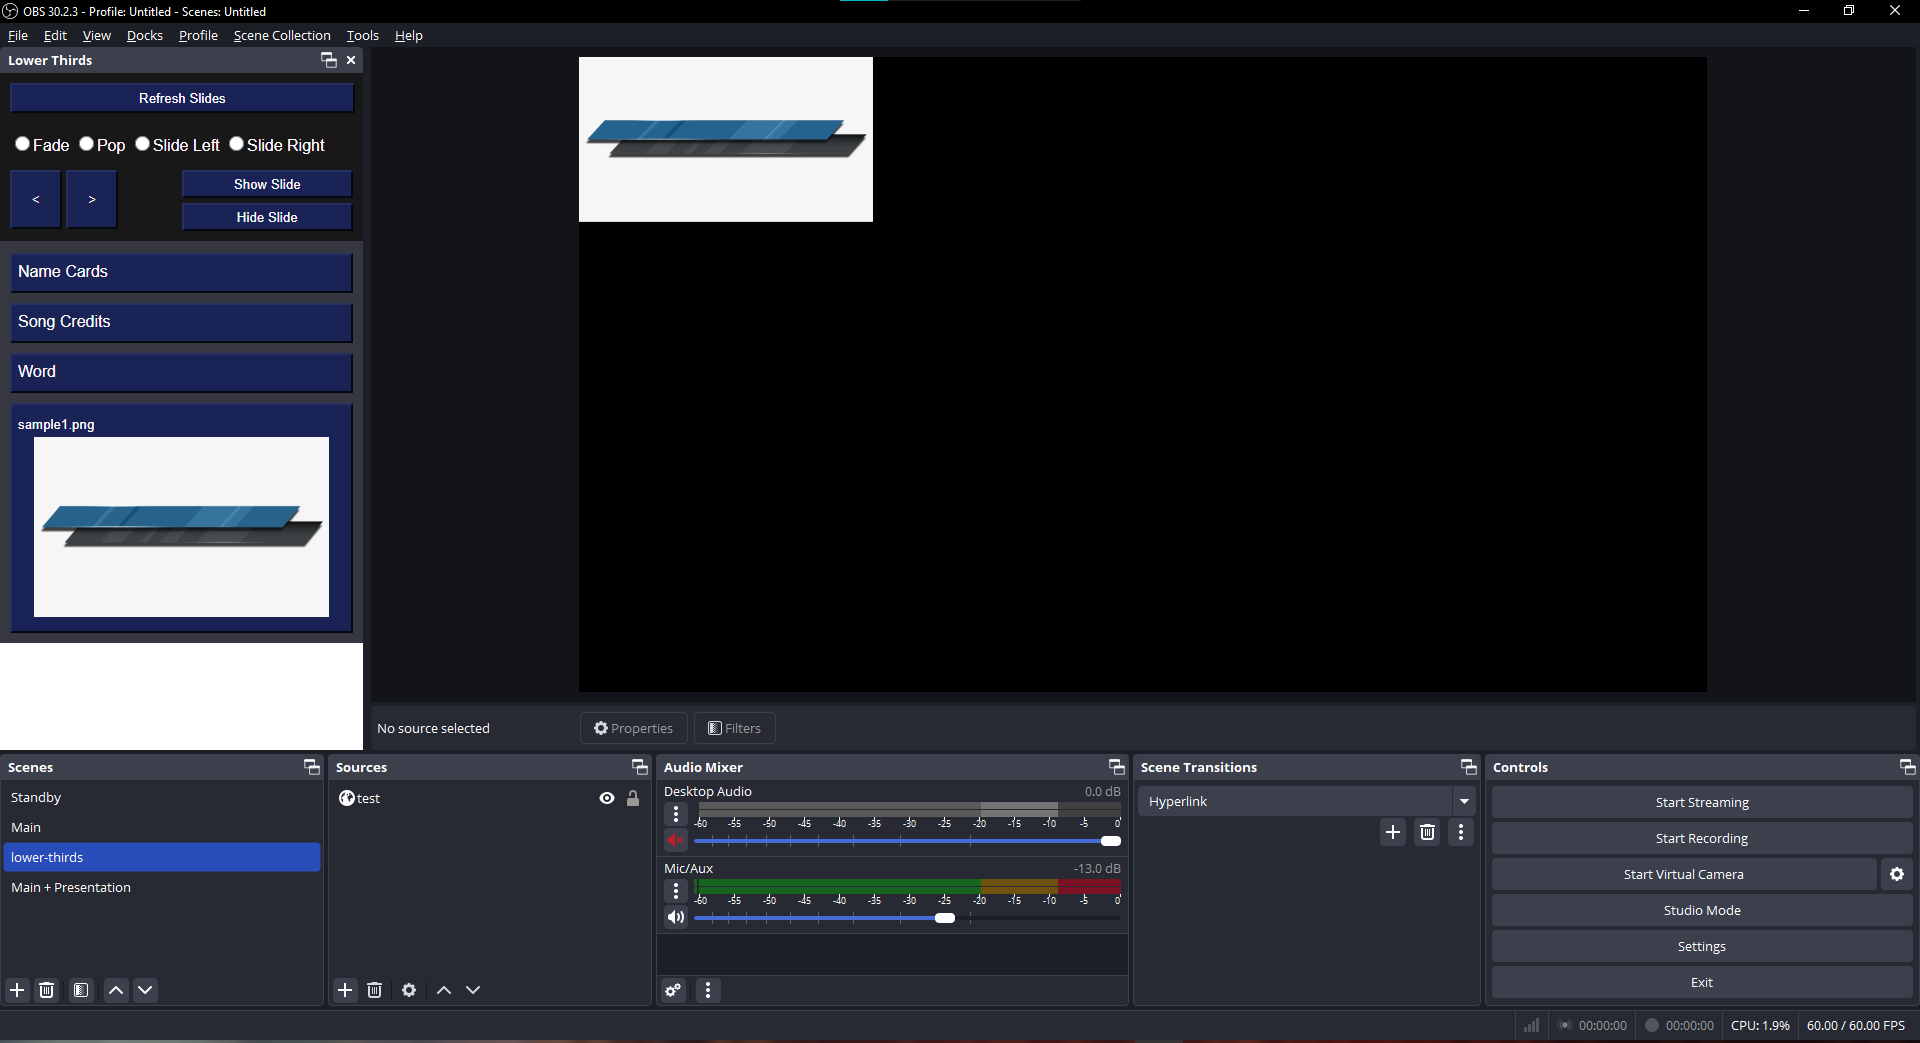 OBS 30.2.3 - Profile: Untitled - Scenes: Untitled
File Edit View Docks Profile Scene Collection Tools Help
Lower Thirds
Refresh Slides
Fade Pop Slide Left Slide Right
< >
Show Slide
Hide Slide
Name Cards
Song Credits
Word
sample1.png
No source selected
Properties
Filters
Scenes
Standby
Main
lower-thirds
Main + Presentation
Sources
test
Audio Mixer
Desktop Audio 0.0 dB
-60 -55 -50 -45 -40 -35 -30 -25 -20 -15 -10 -5 0
Mic/Aux -13.0 dB
-60 -55 -50 -45 -40 -35 -30 -25 -20 -15 -10 -5 0
Scene Transitions
Hyperlink
Controls
Start Streaming
Start Recording
Start Virtual Camera
Studio Mode
Settings
Exit
00:00:00 00:00:00 CPU: 1.9% 60.00 / 60.00 FPS